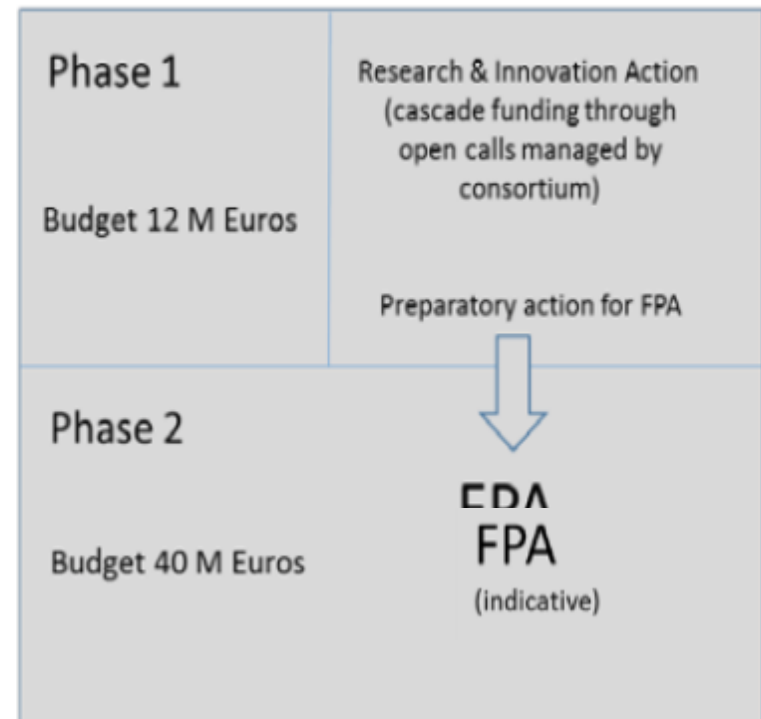 Phase 1
Budget 12 M Euros
Research & Innovation Action
(cascade funding through
open calls managed by
consortium)
Preparatory action for FPA
Phase 2
Budget 40 M Euros
FPA
FPA
(indicative)